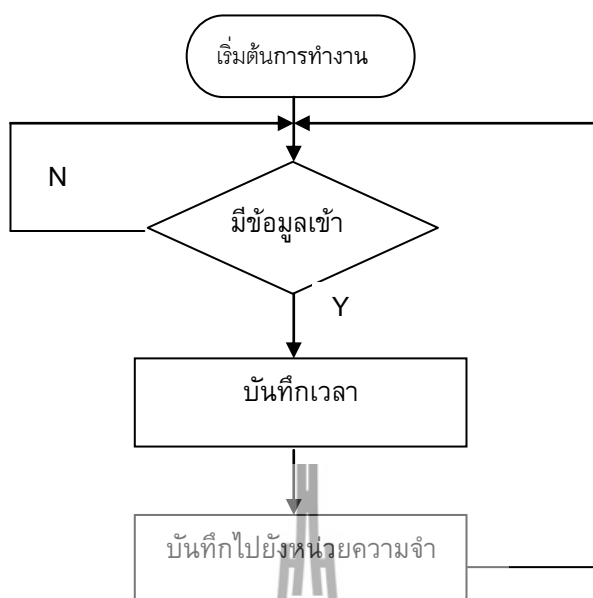 เริ่มต้นการทำงาน
N
มีข้อมูลเข้า
Y
บันทึกเวลา
บันทึกไปยังหน่วยความจำ